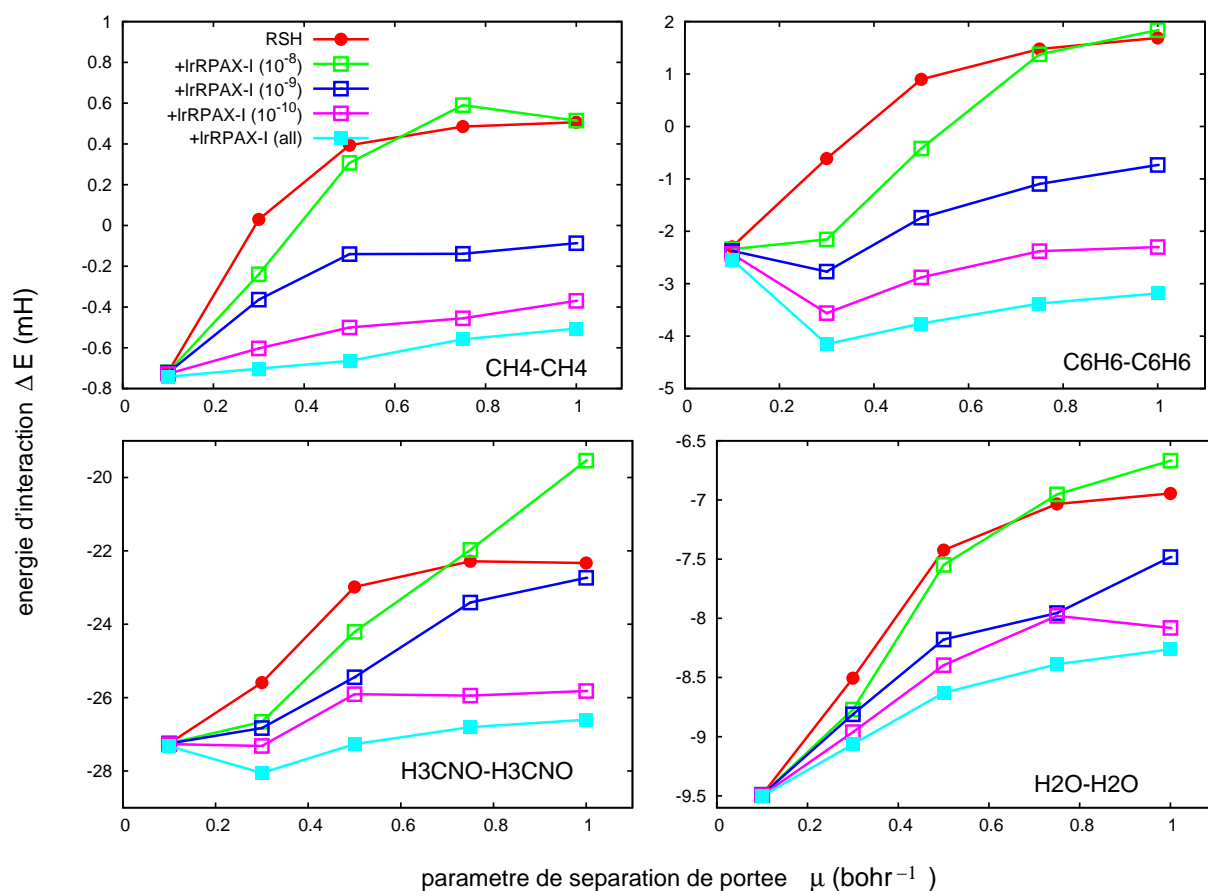 energie d'interaction Δ E (mH)
1
0.8
0.6
0.4
0.2
0
-0.2
-0.4
-0.6
-0.8
RSH
+lrRPAX-I (10⁻⁸)
+lrRPAX-I (10⁻⁹)
+lrRPAX-I (10⁻¹⁰)
+lrRPAX-I (all)
CH4-CH4
0 0.2 0.4 0.6 0.8 1
2
1
0
-1
-2
-3
-4
-5
C6H6-C6H6
0 0.2 0.4 0.6 0.8 1
-20
-22
-24
-26
-28
H3CNO-H3CNO
0 0.2 0.4 0.6 0.8 1
-6.5
-7
-7.5
-8
-8.5
-9
-9.5
H2O-H2O
0 0.2 0.4 0.6 0.8 1
parametre de separation de portee μ (bohr⁻¹)